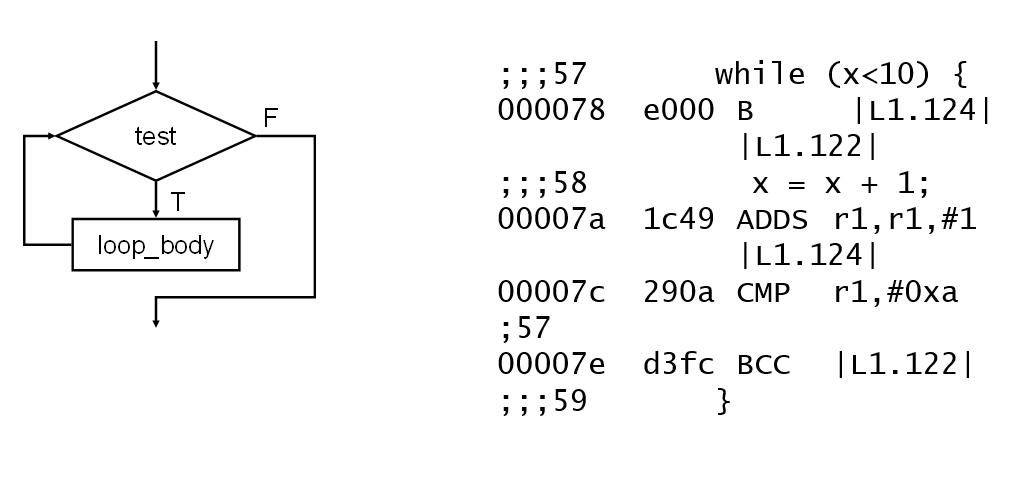 F
test
T
loop_body
;;;57 while (x<10) {
000078 e000 B |L1.124|
|L1.122|
;;;58 x = x + 1;
00007a 1c49 ADDS r1,r1,#1
|L1.124|
00007c 290a CMP r1,#0xa
;57
00007e d3fc BCC |L1.122|
;;;59 }